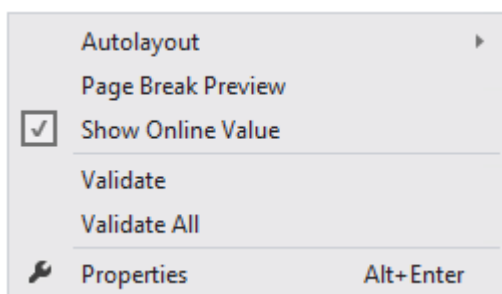 Autolayout
Page Break Preview
Show Online Value
Validate
Validate All
Properties Alt+Enter